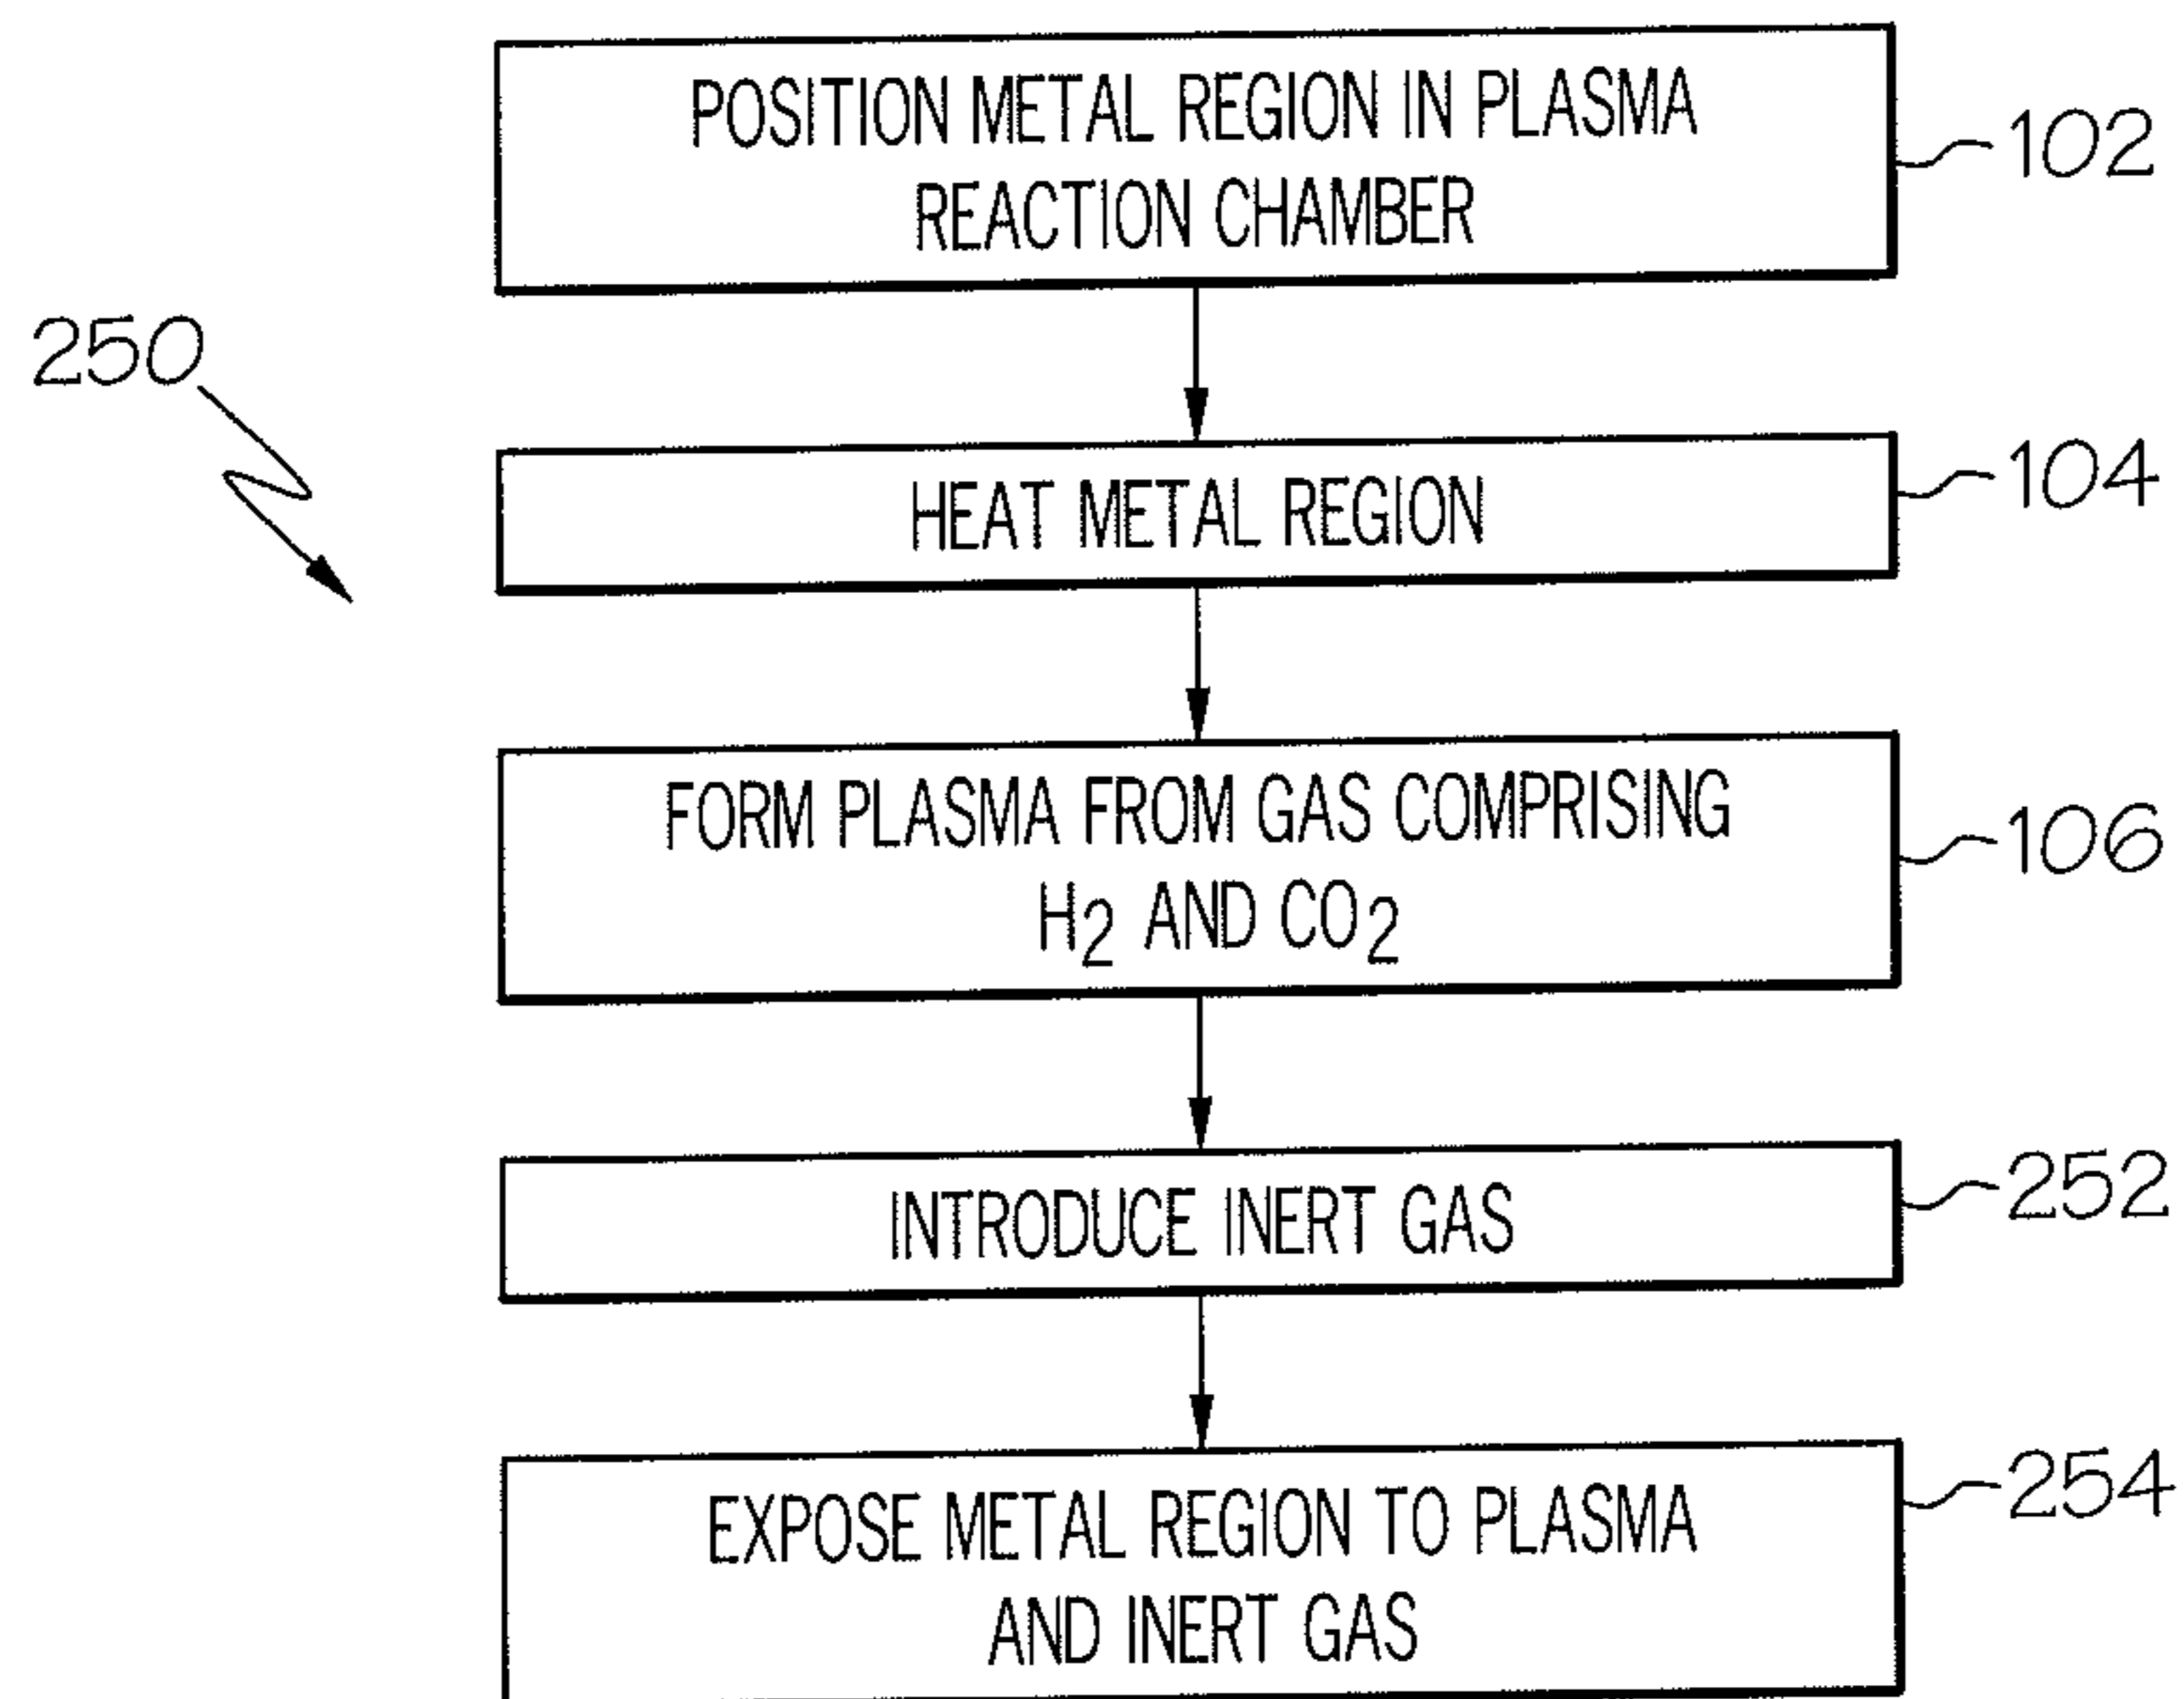 POSITION METAL REGION IN PLASMA
REACTION CHAMBER
102
250
HEAT METAL REGION
104
FORM PLASMA FROM GAS COMPRISING
H₂ AND CO₂
106
INTRODUCE INERT GAS
252
EXPOSE METAL REGION TO PLASMA
AND INERT GAS
254